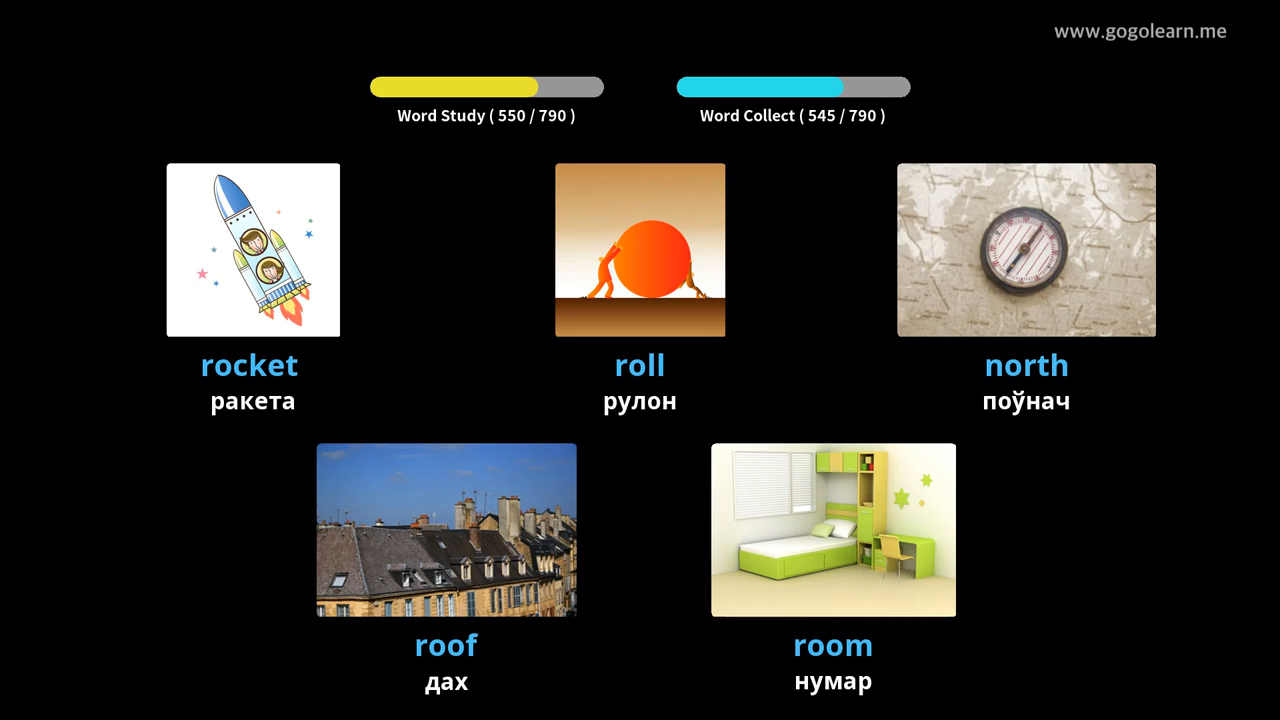 www.gogolearn.me
Word Study ( 550 / 790 )
Word Collect ( 545 / 790 )
rocket
ракета
roll
рулон
north
поўнач
roof
дах
room
нумар